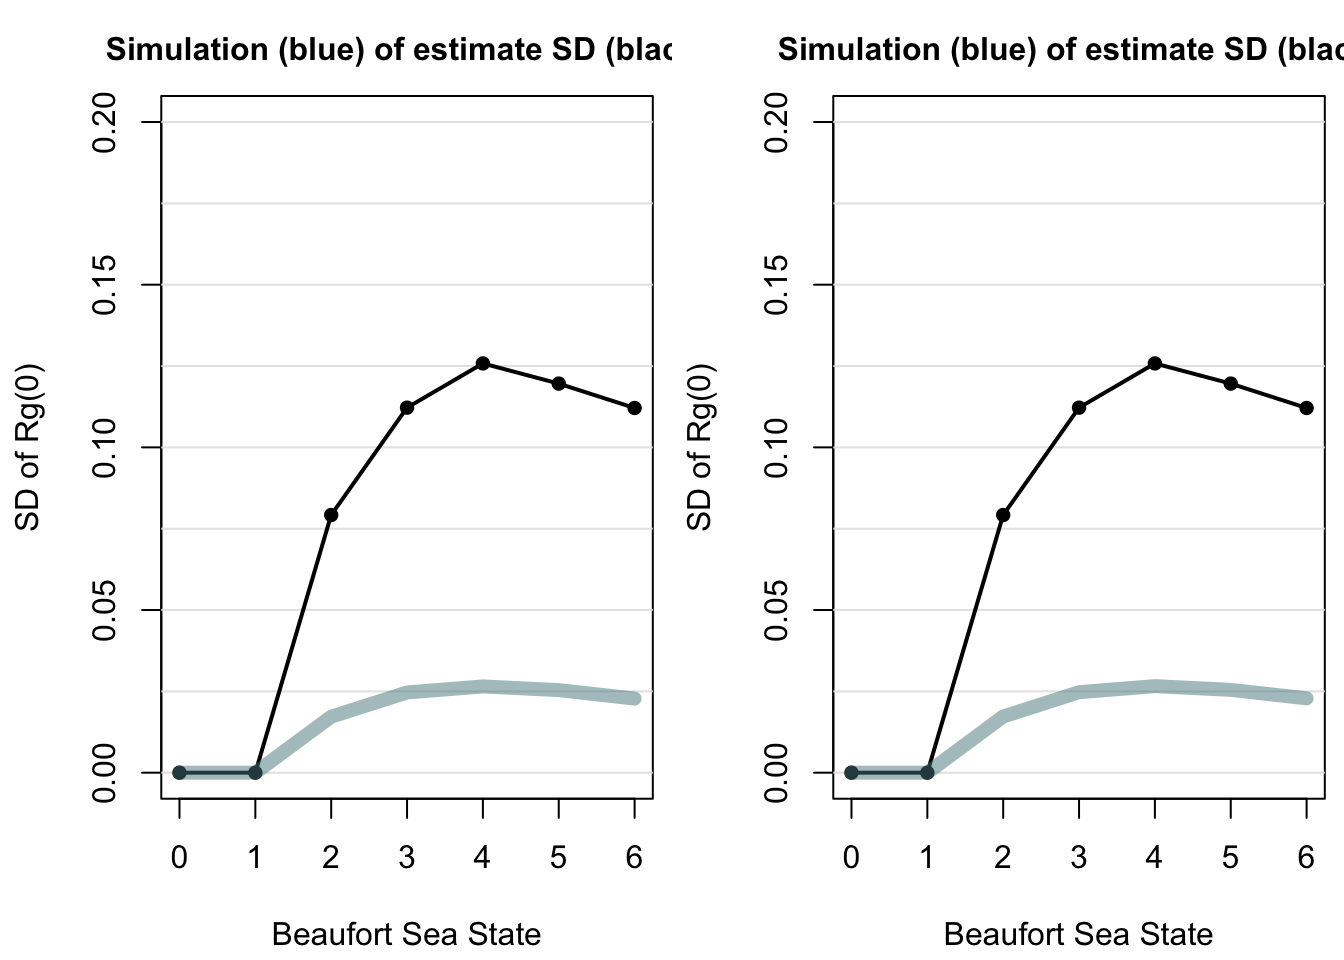 Simulation (blue) of estimate SD (blac
SD of Rg(0)
0.20
0.15
0.10
0.05
0.00
0 1 2 3 4 5 6
Beaufort Sea State
Simulation (blue) of estimate SD (blac
SD of Rg(0)
0.20
0.15
0.10
0.05
0.00
0 1 2 3 4 5 6
Beaufort Sea State